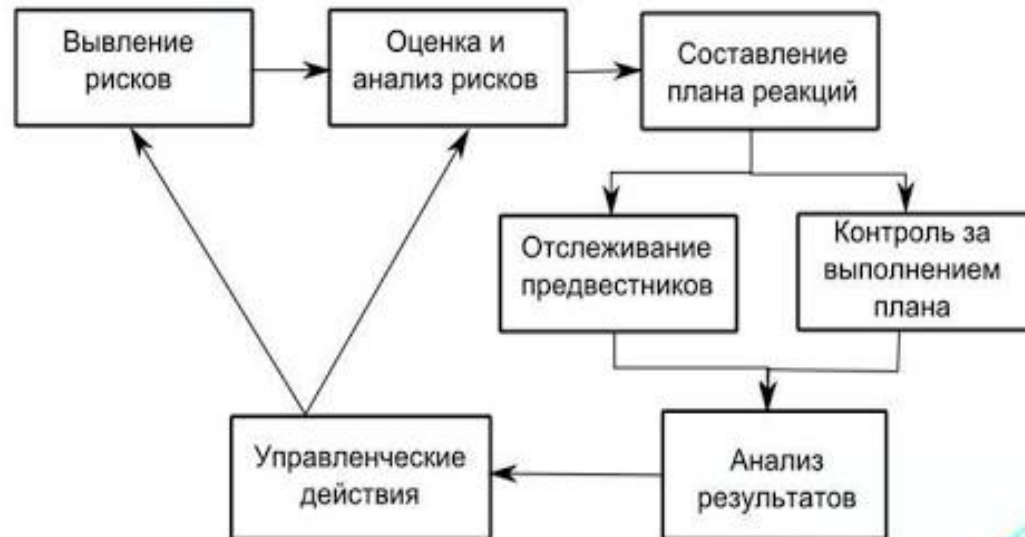 Вывление
рисков
Оценка и
анализ рисков
Составление
плана реакций
Отслеживание
предвестников
Контроль за
выполнением
плана
Управленческие
действия
Анализ
результатов